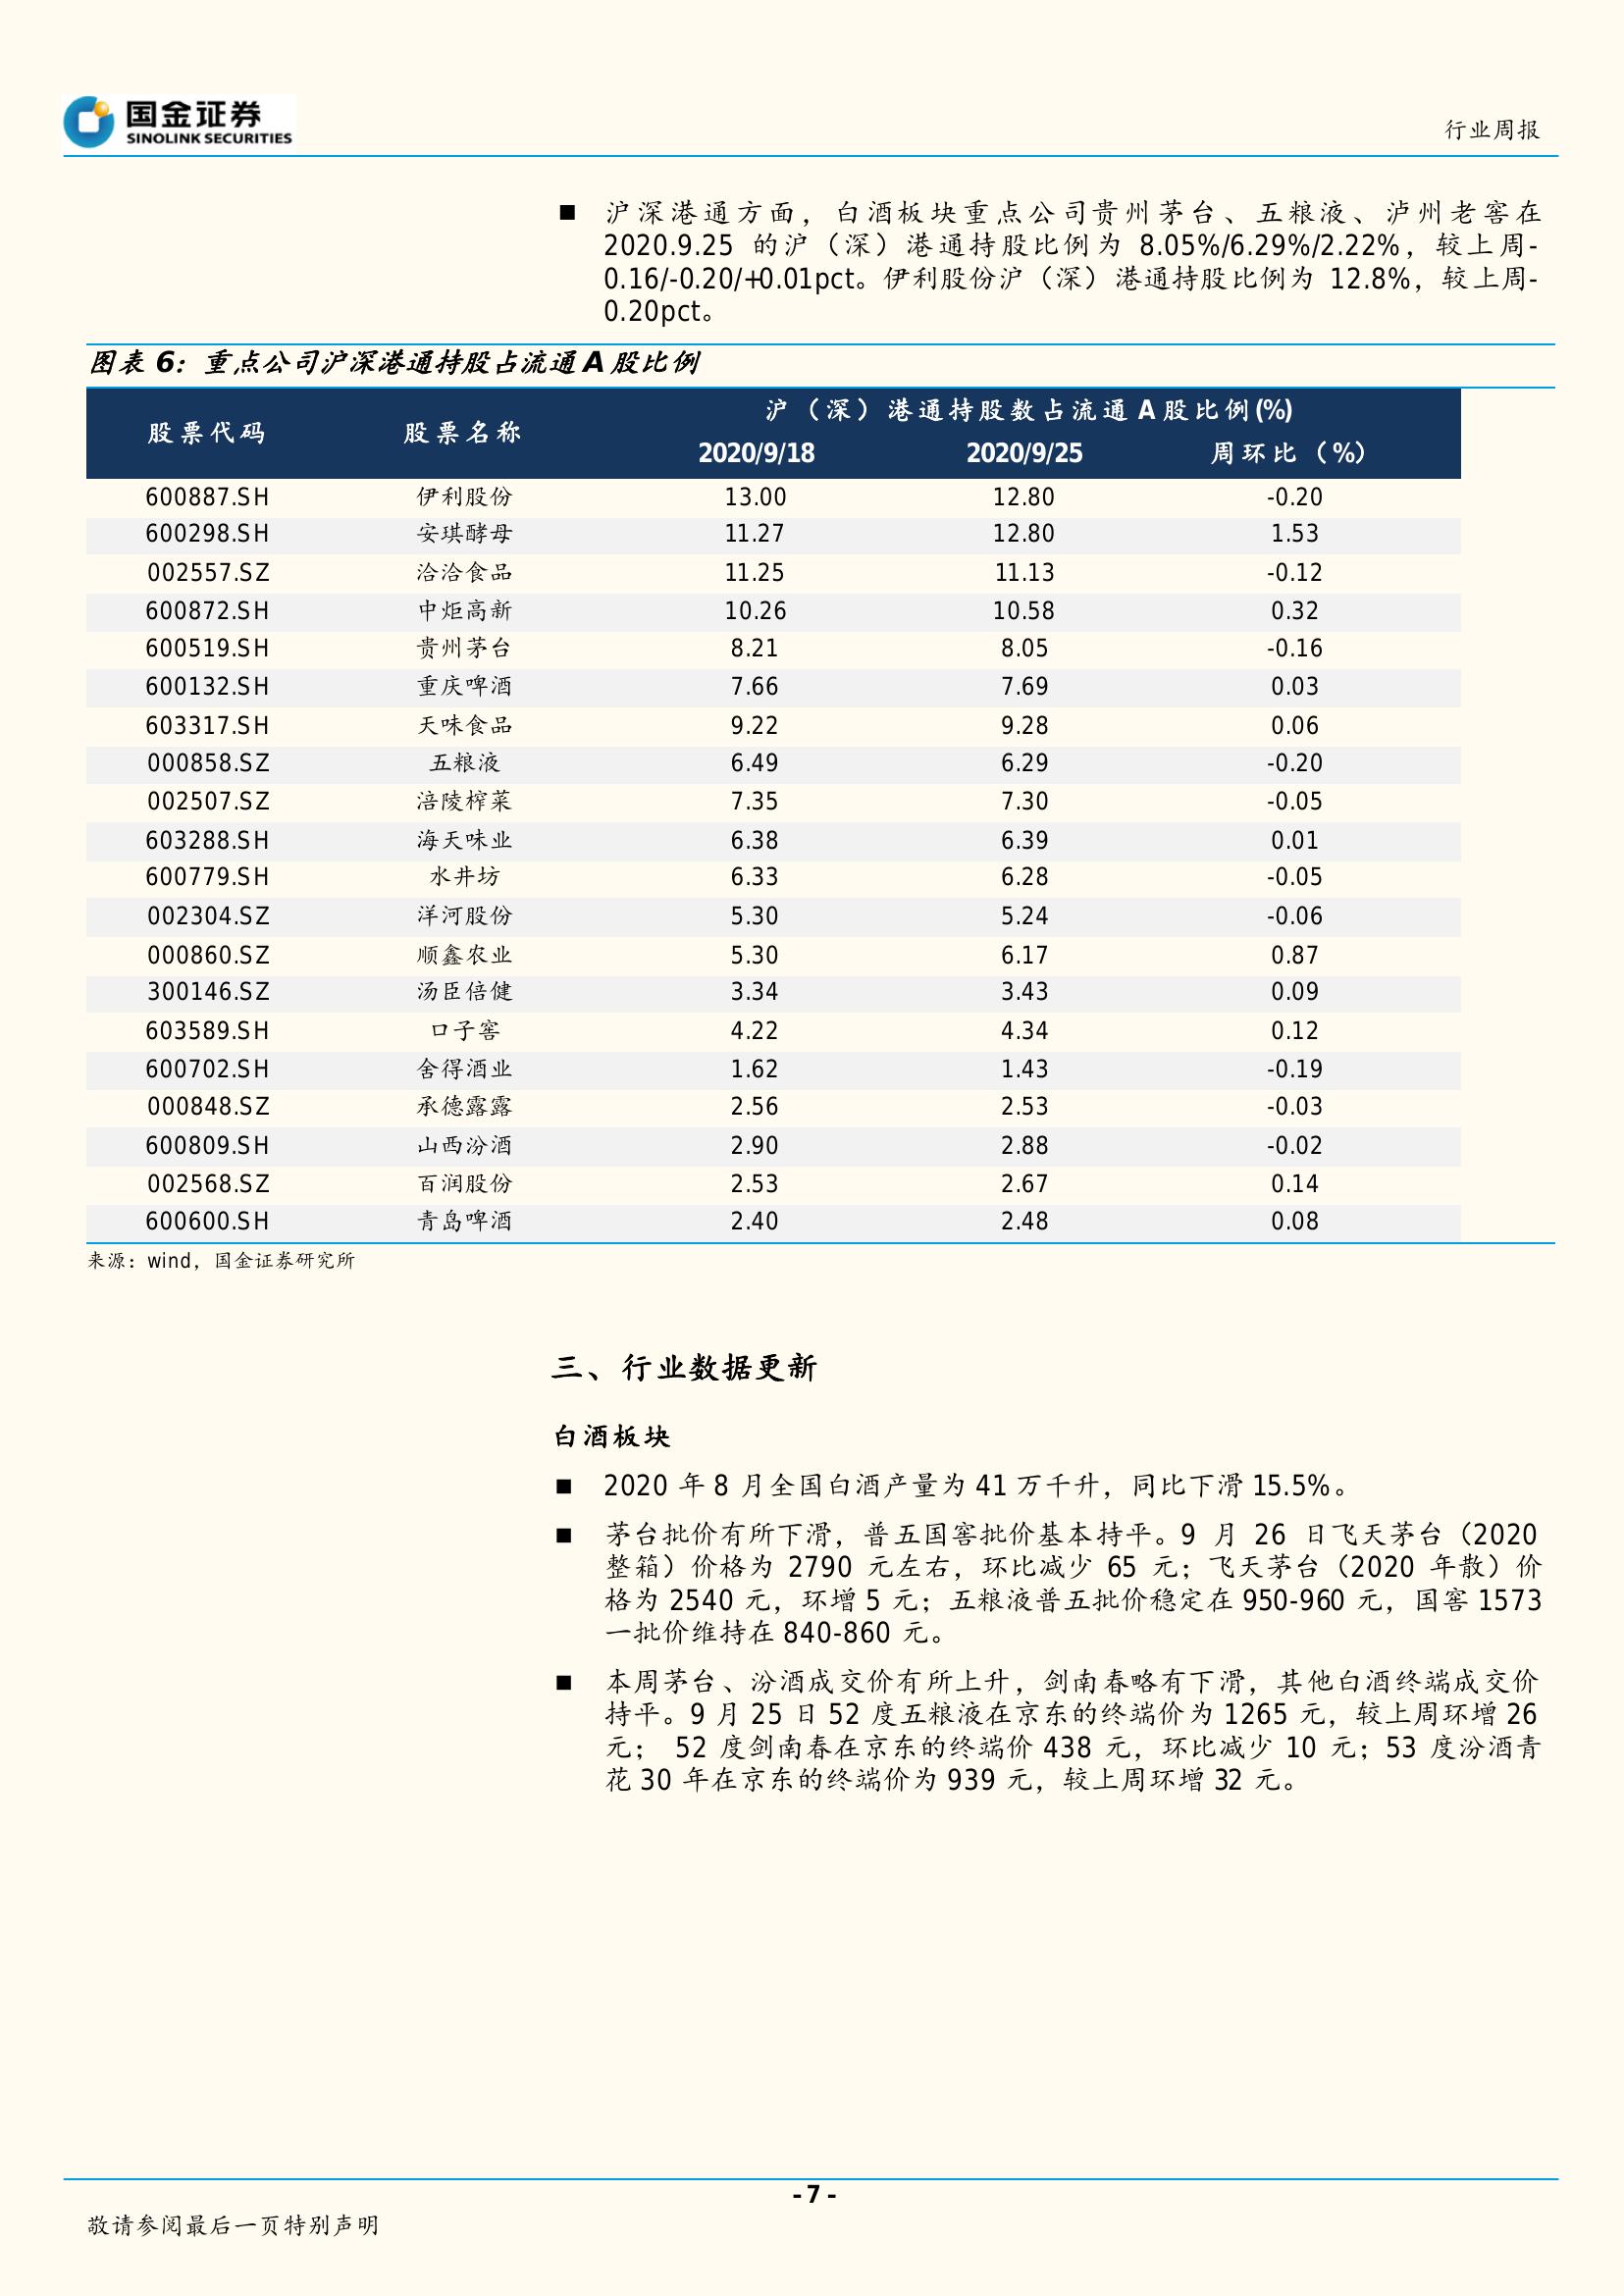 国金证券
SINOLINK SECURITIES
行业周报
■ 沪深港通方面，白酒板块重点公司贵州茅台、五粮液、泸州老窖在
2020.9.25 的沪（深）港通持股比例为 8.05%/6.29%/2.22%，较上周-
0.16/-0.20/+0.01pct。伊利股份沪（深）港通持股比例为 12.8%，较上周-
0.20pct。
图表 6：重点公司沪深港通持股占流通 A 股比例
股票代码 股票名称 沪（深）港通持股数占流通 A 股比例(%)
2020/9/18 2020/9/25 周环比（%）
600887.SH 伊利股份 13.00 12.80 -0.20
600298.SH 安琪酵母 11.27 12.80 1.53
002557.SZ 洽洽食品 11.25 11.13 -0.12
600872.SH 中炬高新 10.26 10.58 0.32
600519.SH 贵州茅台 8.21 8.05 -0.16
600132.SH 重庆啤酒 7.66 7.69 0.03
603317.SH 天味食品 9.22 9.28 0.06
000858.SZ 五粮液 6.49 6.29 -0.20
002507.SZ 涪陵榨菜 7.35 7.30 -0.05
603288.SH 海天味业 6.38 6.39 0.01
600779.SH 水井坊 6.33 6.28 -0.05
002304.SZ 洋河股份 5.30 5.24 -0.06
000860.SZ 顺鑫农业 5.30 6.17 0.87
300146.SZ 汤臣倍健 3.34 3.43 0.09
603589.SH 口子窖 4.22 4.34 0.12
600702.SH 舍得酒业 1.62 1.43 -0.19
000848.SZ 承德露露 2.56 2.53 -0.03
600809.SH 山西汾酒 2.90 2.88 -0.02
002568.SZ 百润股份 2.53 2.67 0.14
600600.SH 青岛啤酒 2.40 2.48 0.08
来源：wind，国金证券研究所
三、行业数据更新
白酒板块
■ 2020 年 8 月全国白酒产量为 41 万千升，同比下滑 15.5%。
■ 茅台批价有所下滑，普五国窖批价基本持平。9 月 26 日飞天茅台（2020
整箱）价格为 2790 元左右，环比减少 65 元；飞天茅台（2020 年散）价
格为 2540 元，环增 5 元；五粮液普五批价稳定在 950-960 元，国窖 1573
一批价维持在 840-860 元。
■ 本周茅台、汾酒成交价有所上升，剑南春略有下滑，其他白酒终端成交价
持平。9 月 25 日 52 度五粮液在京东的终端价为 1265 元，较上周环增 26
元； 52 度剑南春在京东的终端价 438 元，环比减少 10 元；53 度汾酒青
花 30 年在京东的终端价为 939 元，较上周环增 32 元。
- 7 -
敬请参阅最后一页特别声明